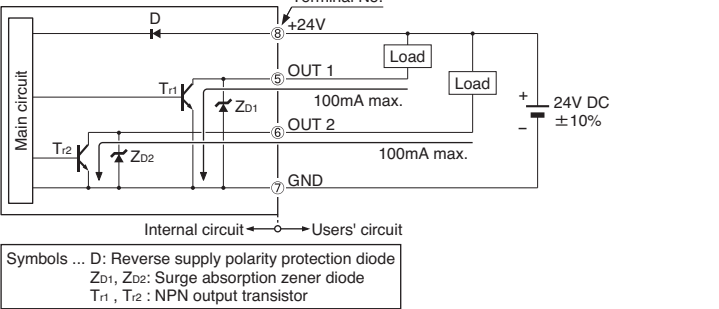 Terminal No.
D
⑧ +24V
Load
⑤ OUT 1
Load
Main circuit
Tr1
ZD1
100mA max.
+
24V DC
±10%
−
⑥ OUT 2
Tr2
ZD2
100mA max.
⑦ GND
Internal circuit
Users' circuit
Symbols ... D: Reverse supply polarity protection diode
ZD1, ZD2: Surge absorption zener diode
Tr1 , Tr2 : NPN output transistor